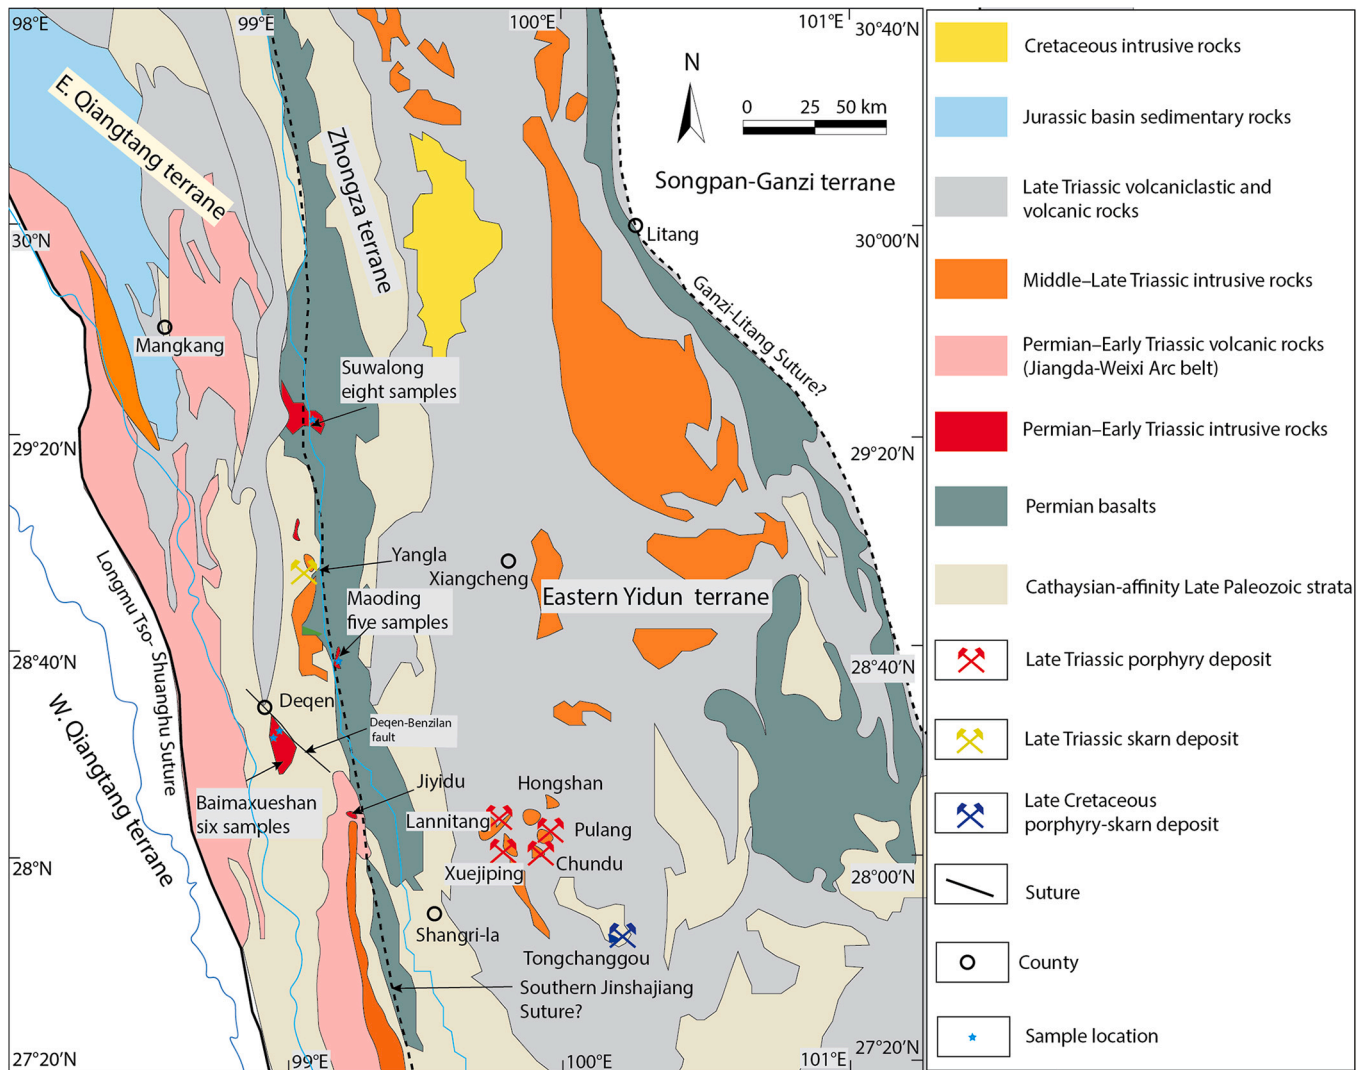 98°E
99°E
100°E
101°E
30°40′N
N
0 25 50 km
E. Qiangtang terrane
Zhongza terrane
Songpan-Ganzi terrane
Litang
30°N
30°00′N
Ganzi-Litang Suture?
Mangkang
Suwalong
eight samples
29°20′N
29°20′N
Yangla
Xiangcheng
Maoding
five samples
Eastern Yidun terrane
Longmu Tso- Shuanghu Suture
28°40′N
28°40′N
W. Qiangtang terrane
Deqen
Deqen-Benzilan
fault
Jiyidu
Hongshan
Baimaxueshan
six samples
Lannitang
Pulang
Chundu
Xuejiping
28°N
28°00′N
Shangri-la
Tongchanggou
Southern Jinshajiang
Suture?
27°20′N
27°20′N
99°E
100°E
101°E
Cretaceous intrusive rocks
Jurassic basin sedimentary rocks
Late Triassic volcaniclastic and
volcanic rocks
Middle–Late Triassic intrusive rocks
Permian–Early Triassic volcanic rocks
(Jiangda-Weixi Arc belt)
Permian–Early Triassic intrusive rocks
Permian basalts
Cathaysian-affinity Late Paleozoic strata
Late Triassic porphyry deposit
Late Triassic skarn deposit
Late Cretaceous
porphyry-skarn deposit
Suture
County
Sample location